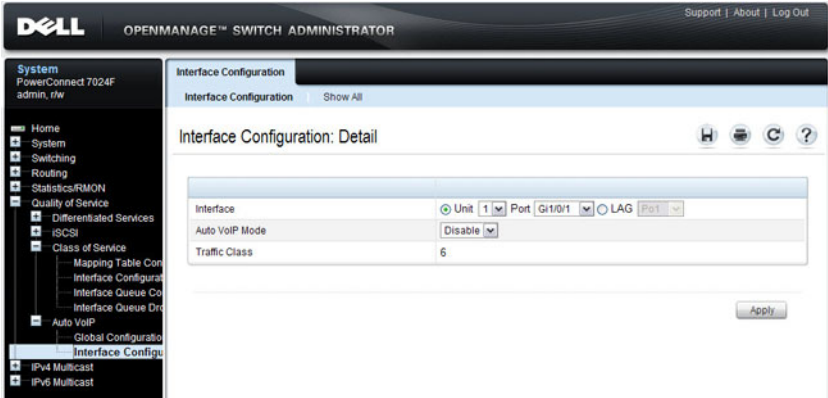 Support | About | Log Out
DELL OPENMANAGE™ SWITCH ADMINISTRATOR
System
PowerConnect 7024F
admin, r/w
Home
System
Switching
Routing
Statistics/RMON
Quality of Service
Differentiated Services
iSCSI
Class of Service
Mapping Table Con
Interface Configurat
Interface Queue Co
Interface Queue Dro
Auto VoIP
Global Configuratio
Interface Configu
IPv4 Multicast
IPv6 Multicast
Interface Configuration
Interface Configuration Show All
Interface Configuration: Detail
Interface Unit 1 Port Gi1/0/1 LAG Po1
Auto VoIP Mode Disable
Traffic Class 6
Apply